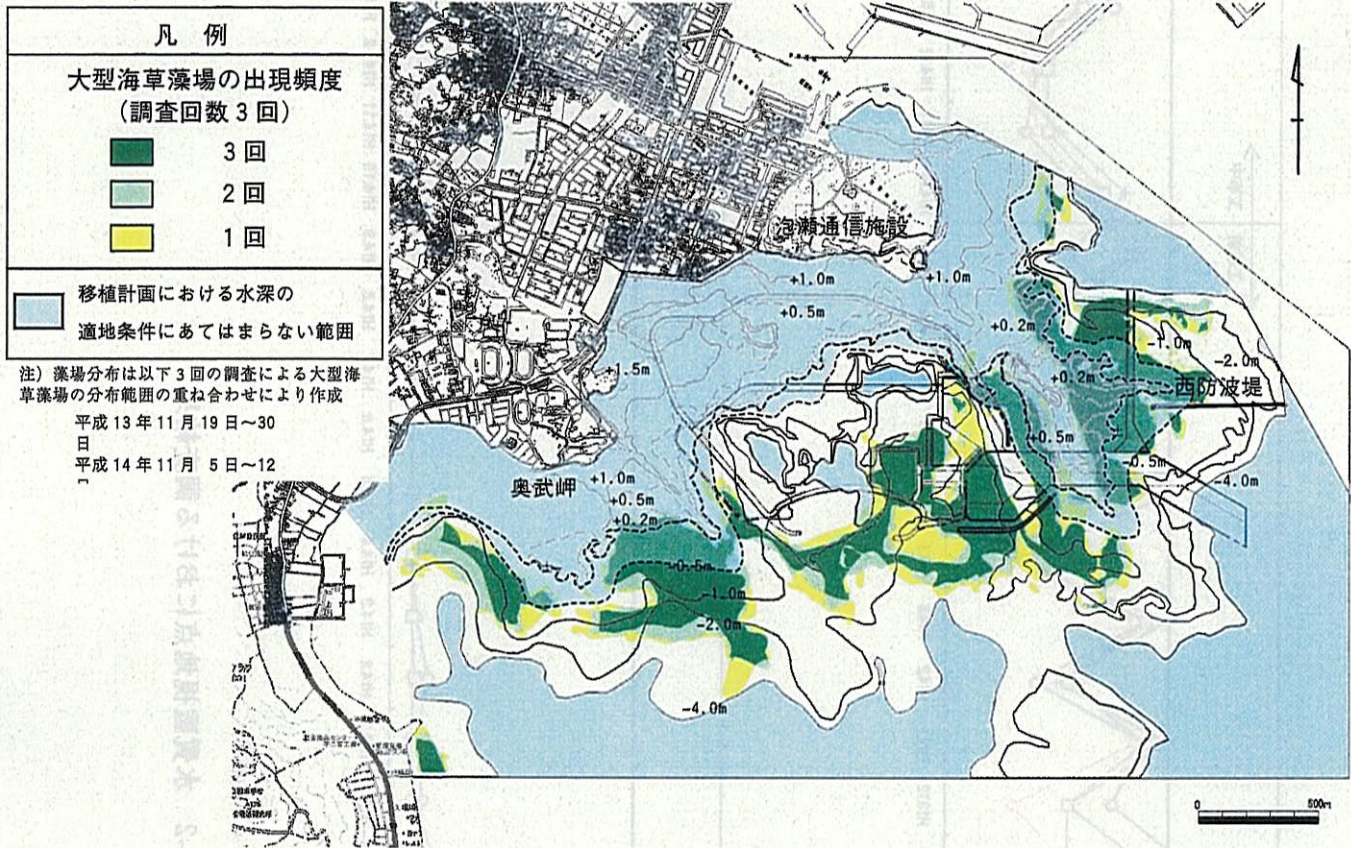 凡 例
大型海草藻場の出現頻度
(調査回数3回)
3回
2回
1回
移植計画における水深の
適地条件にあてはまらない範囲
注) 藻場分布は以下3回の調査による大型海
草藻場の分布範囲の重ね合わせにより作成
平成13年11月19日~30
日
平成14年11月 5日~12
泡瀬通信施設
+1.0m
+1.0m
+0.5m
+0.2m
-1.0m
-2.0m
+1.5m
+0.2m
西防波堤
+0.5m
-0.5m
-4.0m
奥武岬
+1.0m
+0.5m
+0.2m
-0.5m
-1.0m
-2.0m
-4.0m
0 500m